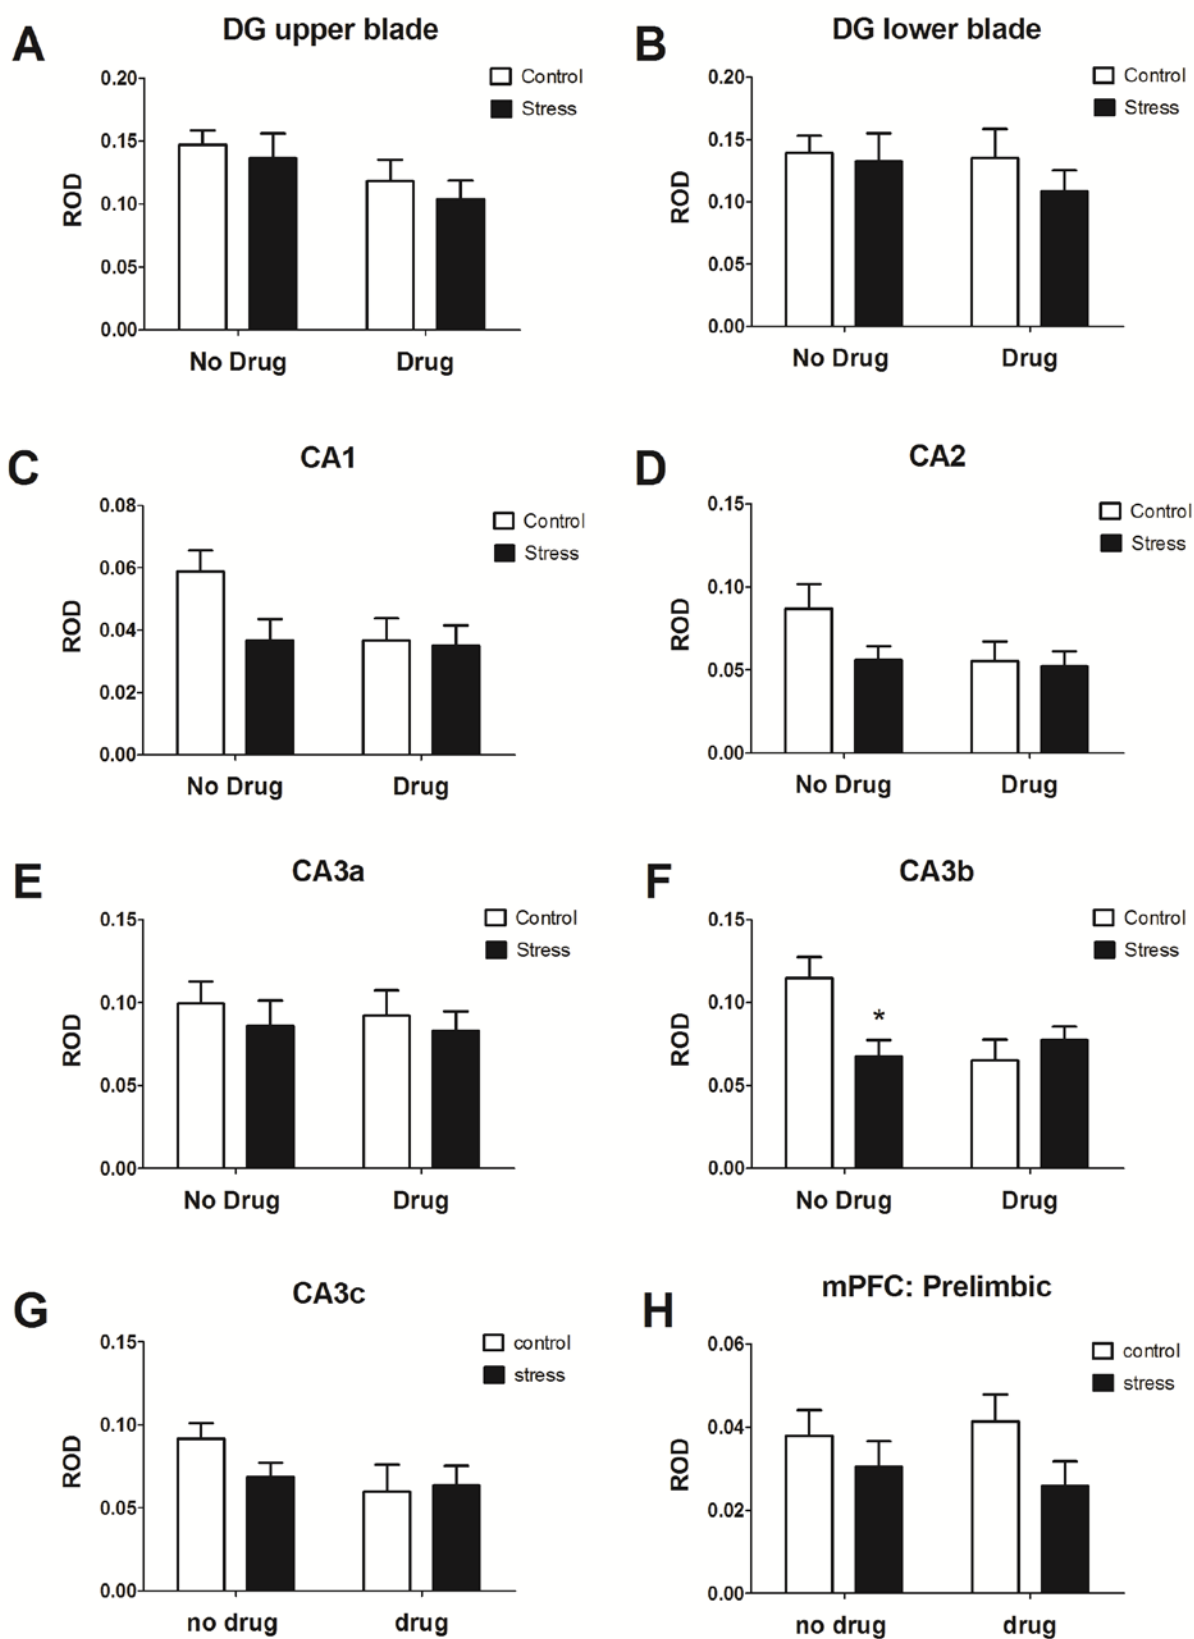 A
DG upper blade
Control
Stress
ROD
0.20
0.15
0.10
0.05
0.00
No Drug
Drug
B
DG lower blade
Control
Stress
ROD
0.20
0.15
0.10
0.05
0.00
No Drug
Drug
C
CA1
Control
Stress
ROD
0.08
0.06
0.04
0.02
0.00
No Drug
Drug
D
CA2
Control
Stress
ROD
0.15
0.10
0.05
0.00
No Drug
Drug
E
CA3a
Control
Stress
ROD
0.15
0.10
0.05
0.00
No Drug
Drug
F
CA3b
Control
Stress
ROD
0.15
0.10
0.05
0.00
*
No Drug
Drug
G
CA3c
control
stress
ROD
0.15
0.10
0.05
0.00
no drug
drug
H
mPFC: Prelimbic
control
stress
ROD
0.06
0.04
0.02
0.00
no drug
drug